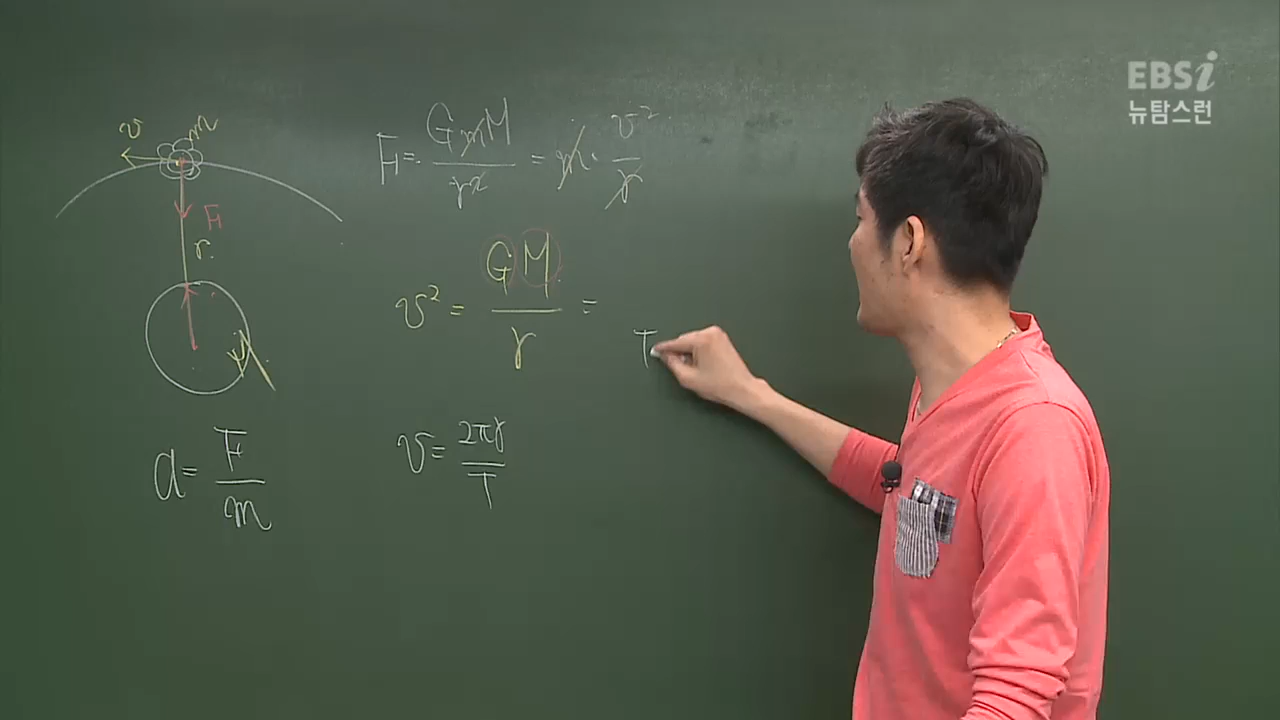 EBSi
뉴탐스런
v m
F = GmM/r² = m · v²/r
F
r
v² = GM/r =
T
M
v = 2πr/T
a = F/m